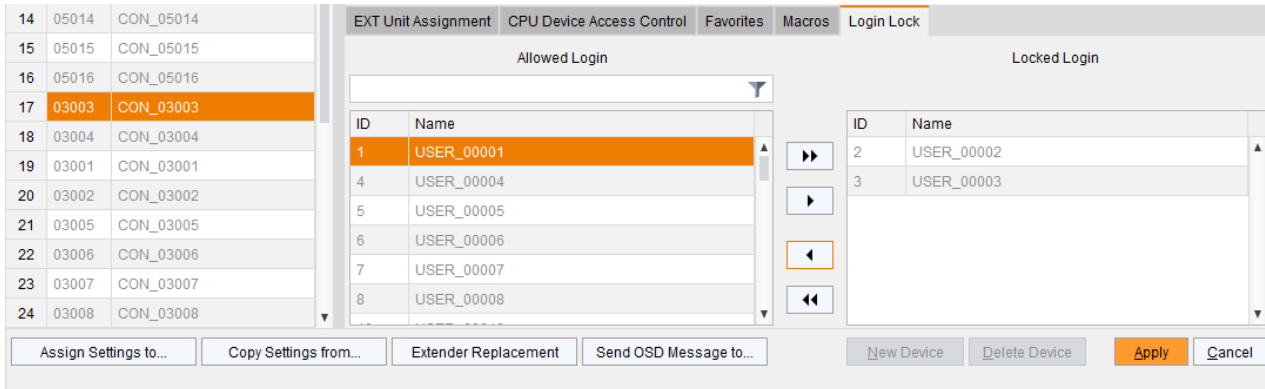 14 05014 CON_05014
15 05015 CON_05015
16 05016 CON_05016
17 03003 CON_03003
18 03004 CON_03004
19 03001 CON_03001
20 03002 CON_03002
21 03005 CON_03005
22 03006 CON_03006
23 03007 CON_03007
24 03008 CON_03008
EXT Unit Assignment CPU Device Access Control Favorites Macros Login Lock
Allowed Login
ID Name
1 USER_00001
4 USER_00004
5 USER_00005
6 USER_00006
7 USER_00007
8 USER_00008
Locked Login
ID Name
2 USER_00002
3 USER_00003
Assign Settings to... Copy Settings from... Extender Replacement Send OSD Message to... New Device Delete Device Apply Cancel